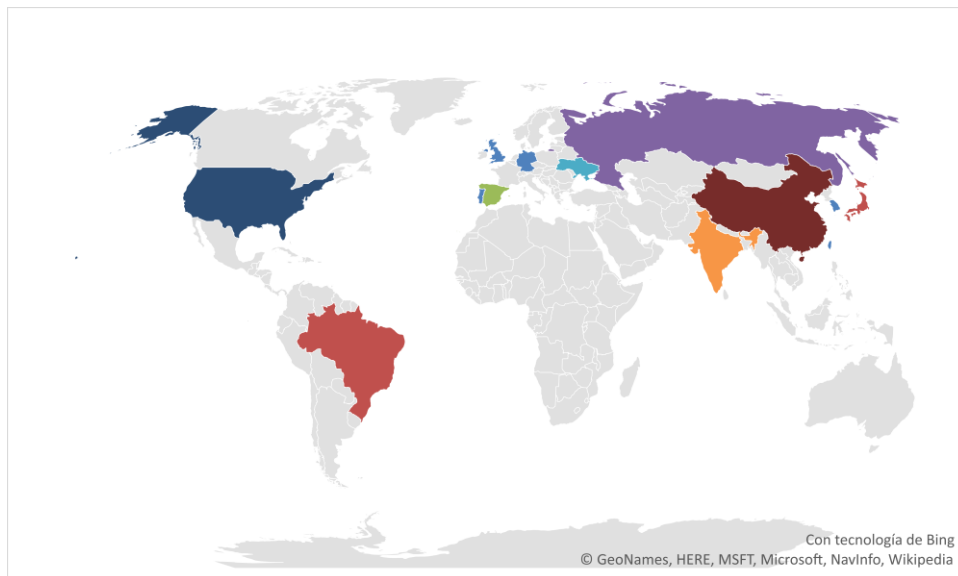 Con tecnología de Bing
© GeoNames, HERE, MSFT, Microsoft, NavInfo, Wikipedia